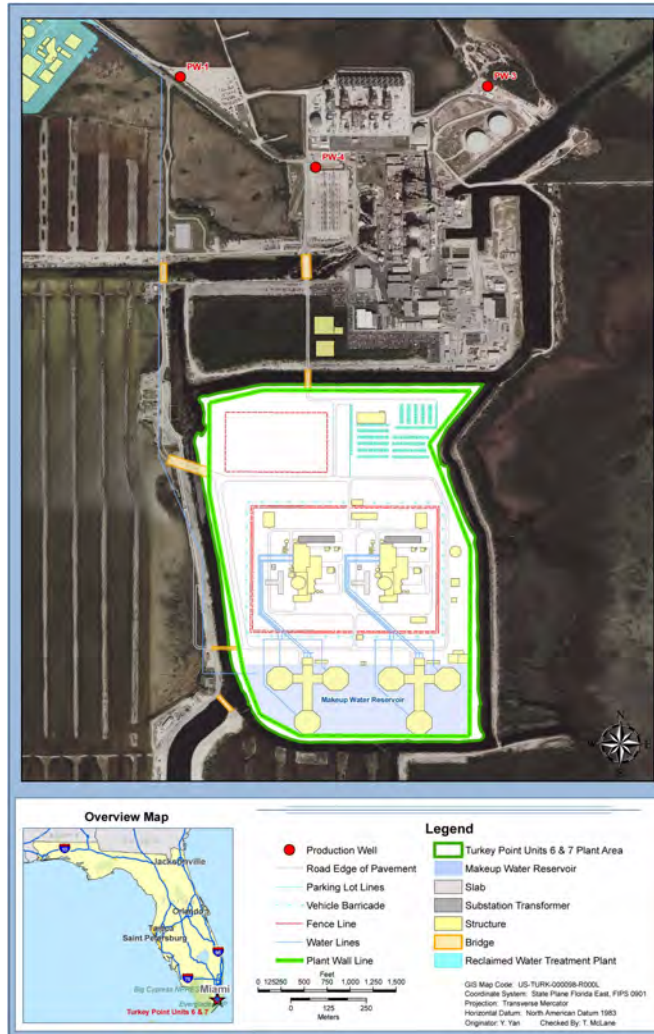 PW-1
PW-3
PW-4
Makeup Water Reservoir
N
W
E
S
Overview Map
Jacksonville
Orlando
Tampa
Saint Petersburg
Miami
Turkey Point Units 6 & 7
Legend
Production Well
Road Edge of Pavement
Parking Lot Lines
Vehicle Barricade
Fence Line
Water Lines
Plant Wall Line
Turkey Point Units 6 & 7 Plant Area
Makeup Water Reservoir
Slab
Substation Transformer
Structure
Bridge
Reclaimed Water Treatment Plant
Feet
0 125 250 500 750 1,000 1,250 1,500
0 125 250 500
Meters
GIS Map Code: US-TURK-000098-R000L
Coordinate System: State Plane Florida East, FIPS 0901
Projection: Transverse Mercator
Horizontal Datum: North American Datum 1983
Originator: Y. Yan Checked By: T. McLane